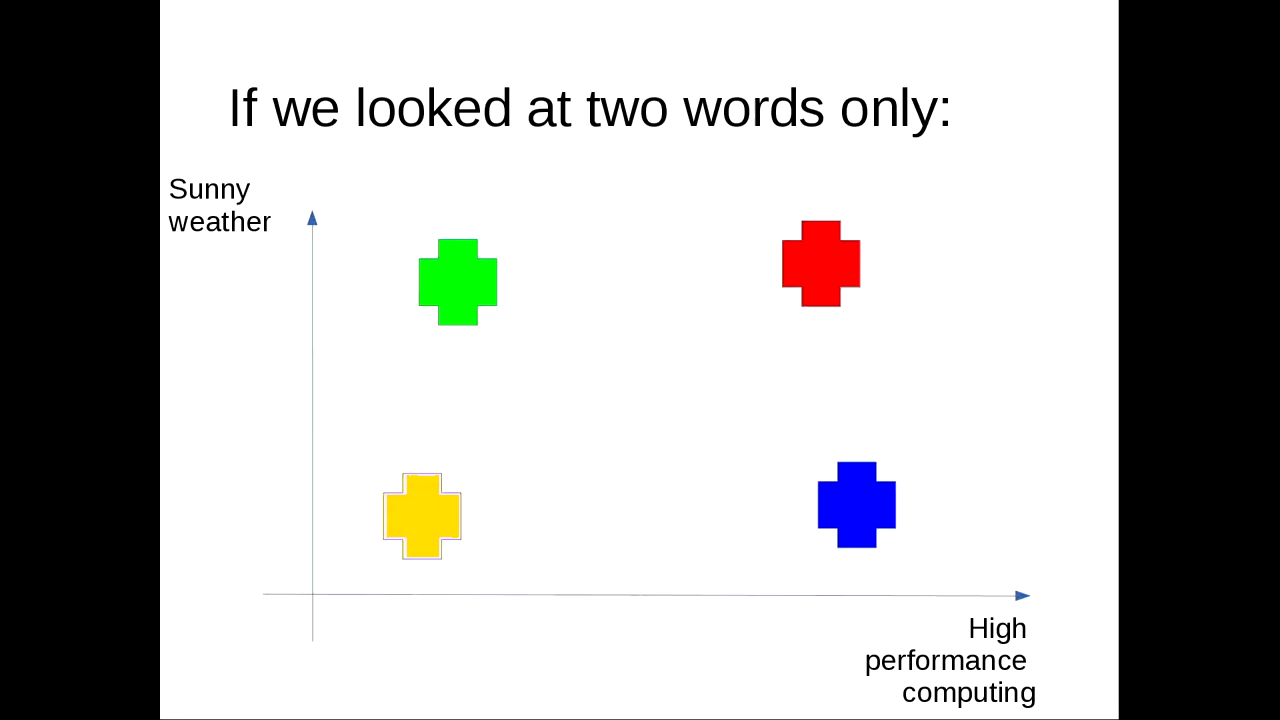 If we looked at two words only:
Sunny
weather
High
performance
computing